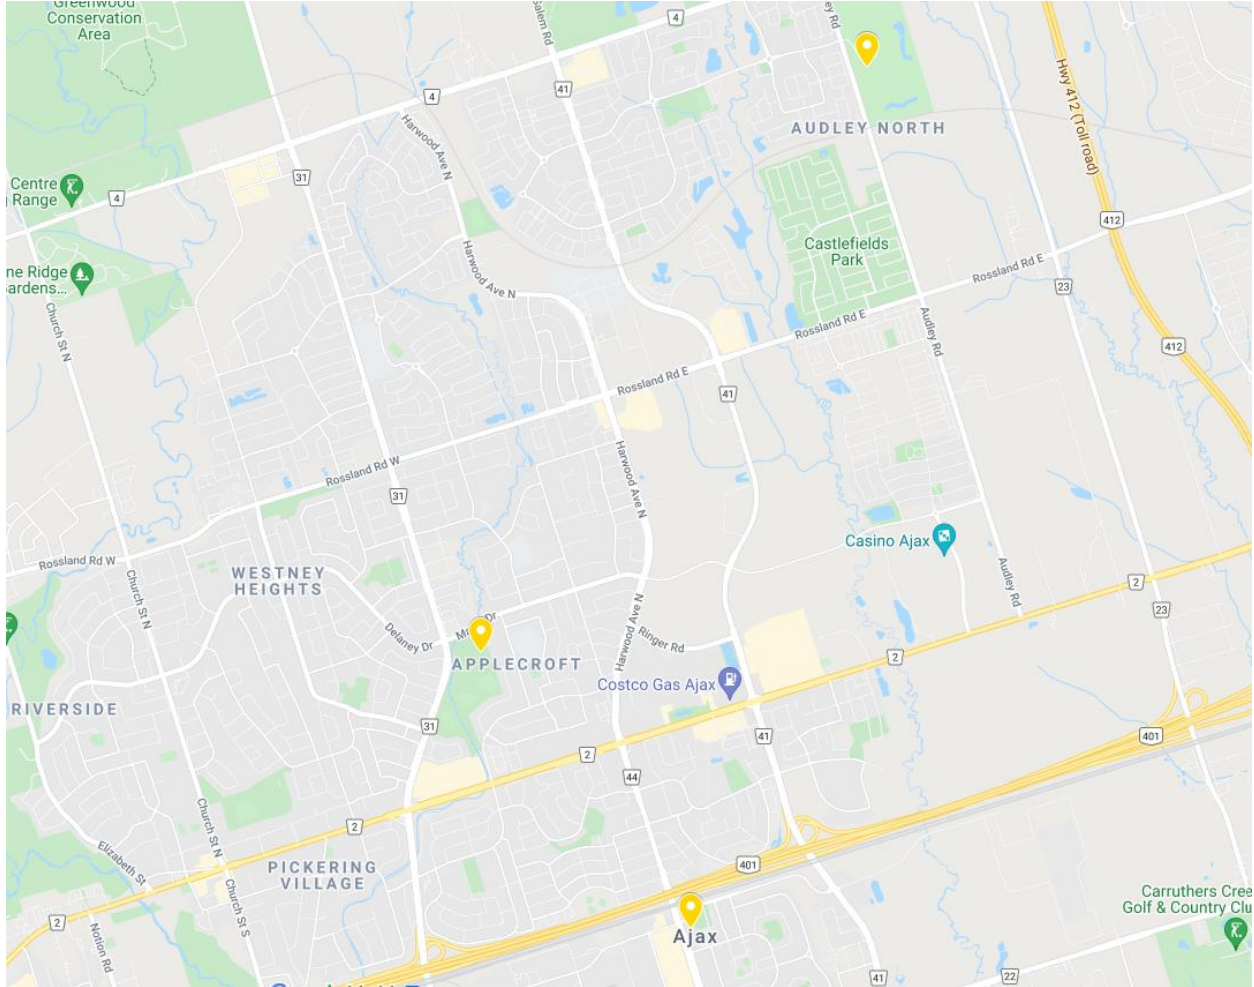 Greenwood
Conservation
Area
4
41
31
4
Harwood Ave N
Salem Rd
Hwy 412 (Toll road)
AUDLEY NORTH
Centre
Range
4
412
Castlefields
Park
Harwood Ave N
Rossland Rd E
23
Church St N
Rossland Rd E
Audley Rd
412
Rossland Rd E
41
Rossland Rd W
31
Harwood Ave N
Casino Ajax
Rossland Rd W
WESTNEY
HEIGHTS
Church St N
Audley Rd
2
23
Delaney Dr
Harwood Ave N
Ringer Rd
2
APPLECROFT
Costco Gas Ajax
RIVERSIDE
31
41
401
2
44
Church St N
2
Elizabeth St
PICKERING
VILLAGE
401
Church St S
2
Notion Rd
Ajax
Carruthers Cree
Golf & Country Clu
41
22